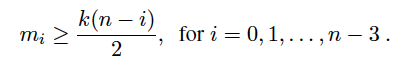 m_i ≥ k(n − i)/2, for i = 0, 1, . . . , n − 3 .